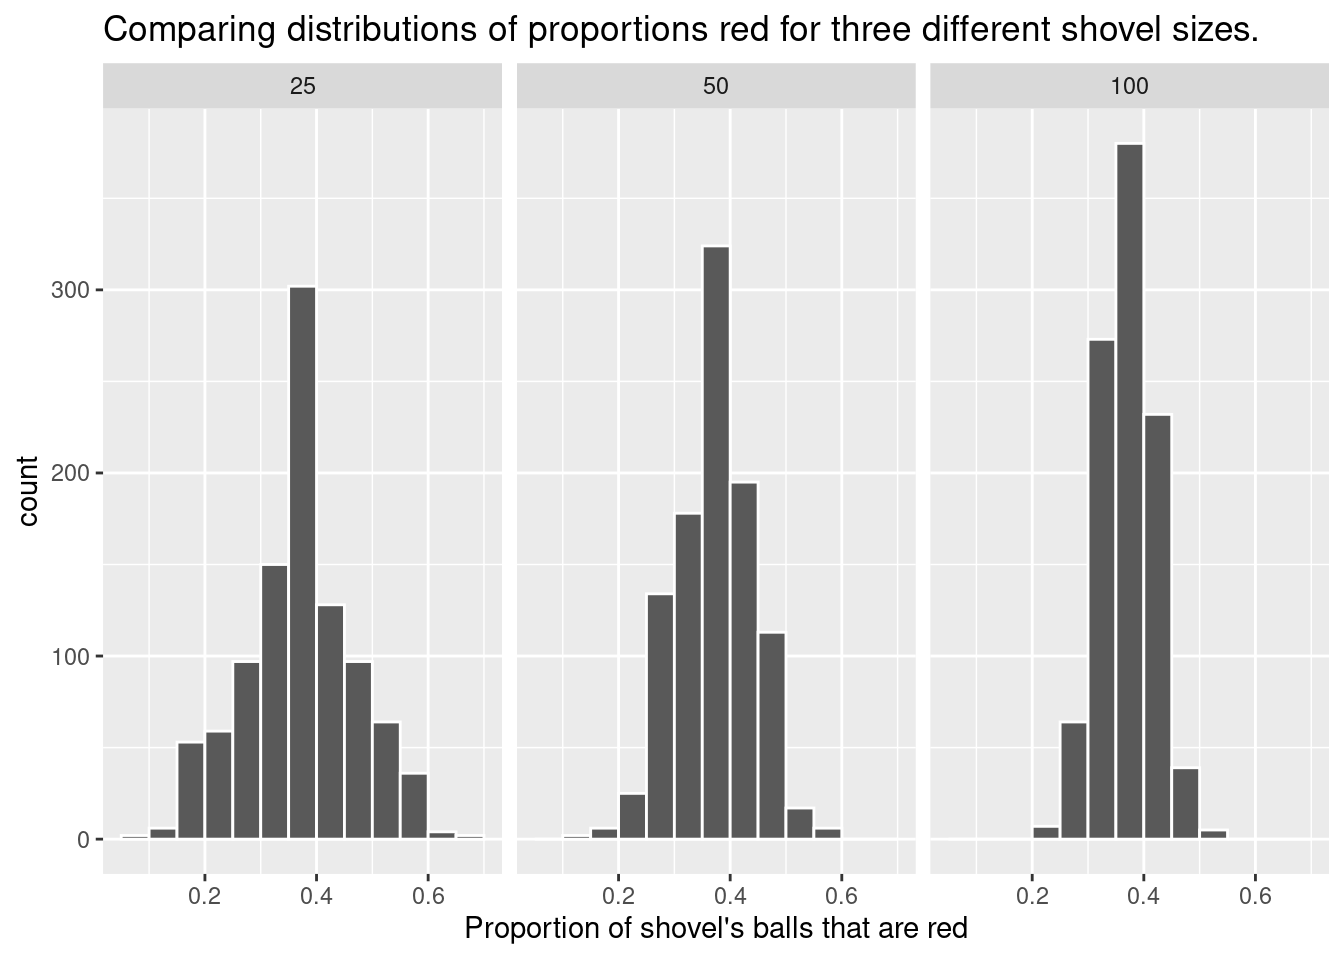 Comparing distributions of proportions red for three different shovel sizes.
25 50 100
300
200
100
0
count
0.2 0.4 0.6 0.2 0.4 0.6 0.2 0.4 0.6
Proportion of shovel's balls that are red